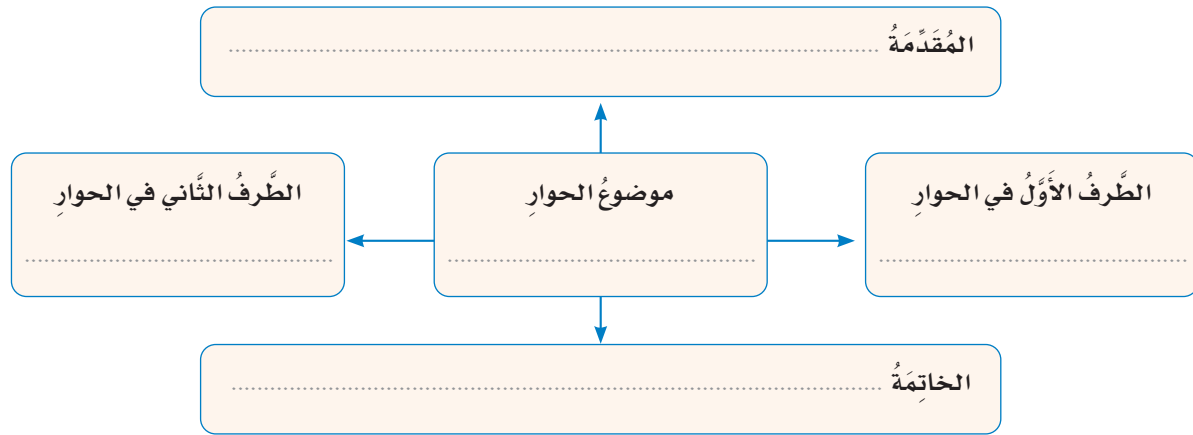 المُقَدِّمَةُ ........................................................................
الطَّرفُ الأَوَّلُ في الحوارِ
........................................................................
موضوعُ الحوارِ
........................................................................
الطَّرفُ الثَّاني في الحوارِ
........................................................................
الخاتِمَةُ ........................................................................